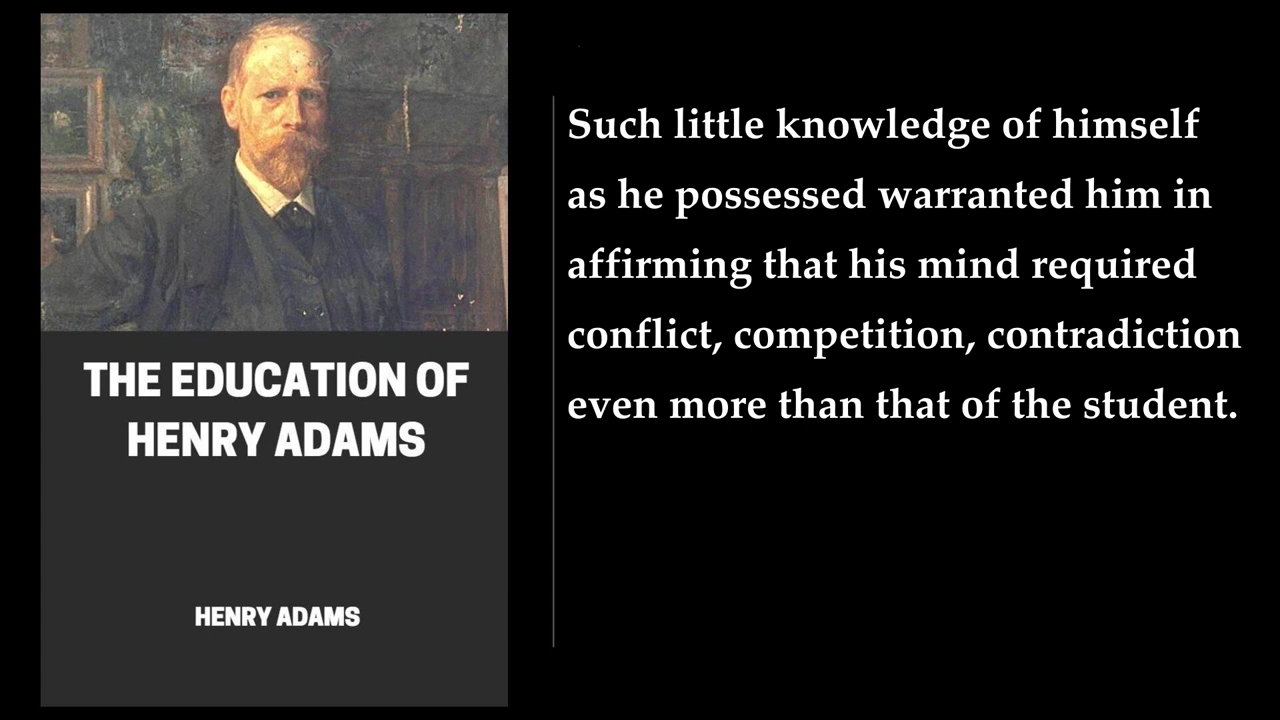 THE EDUCATION OF
HENRY ADAMS
HENRY ADAMS
Such little knowledge of himself
as he possessed warranted him in
affirming that his mind required
conflict, competition, contradiction
even more than that of the student.